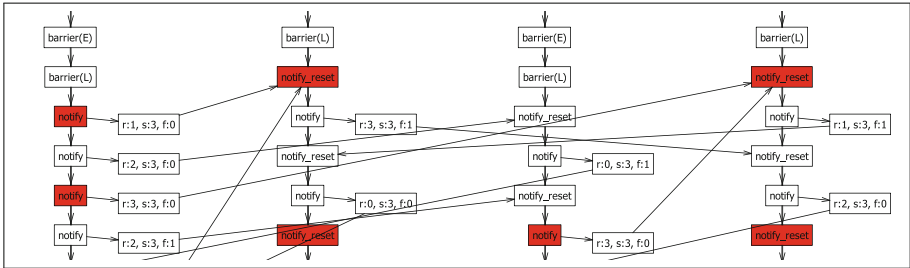 barrier(E)
barrier(L)
barrier(E)
barrier(L)
barrier(L)
notify_reset
barrier(L)
notify_reset
notify
r:1, s:3, f:0
notify
r:3, s:3, f:1
notify_reset
notify
r:1, s:3, f:1
notify
r:2, s:3, f:0
notify_reset
notify
r:0, s:3, f:1
notify_reset
notify
r:3, s:3, f:0
notify
r:0, s:3, f:0
notify_reset
notify
r:2, s:3, f:0
notify
r:2, s:3, f:1
notify_reset
notify
r:3, s:3, f:0
notify_reset